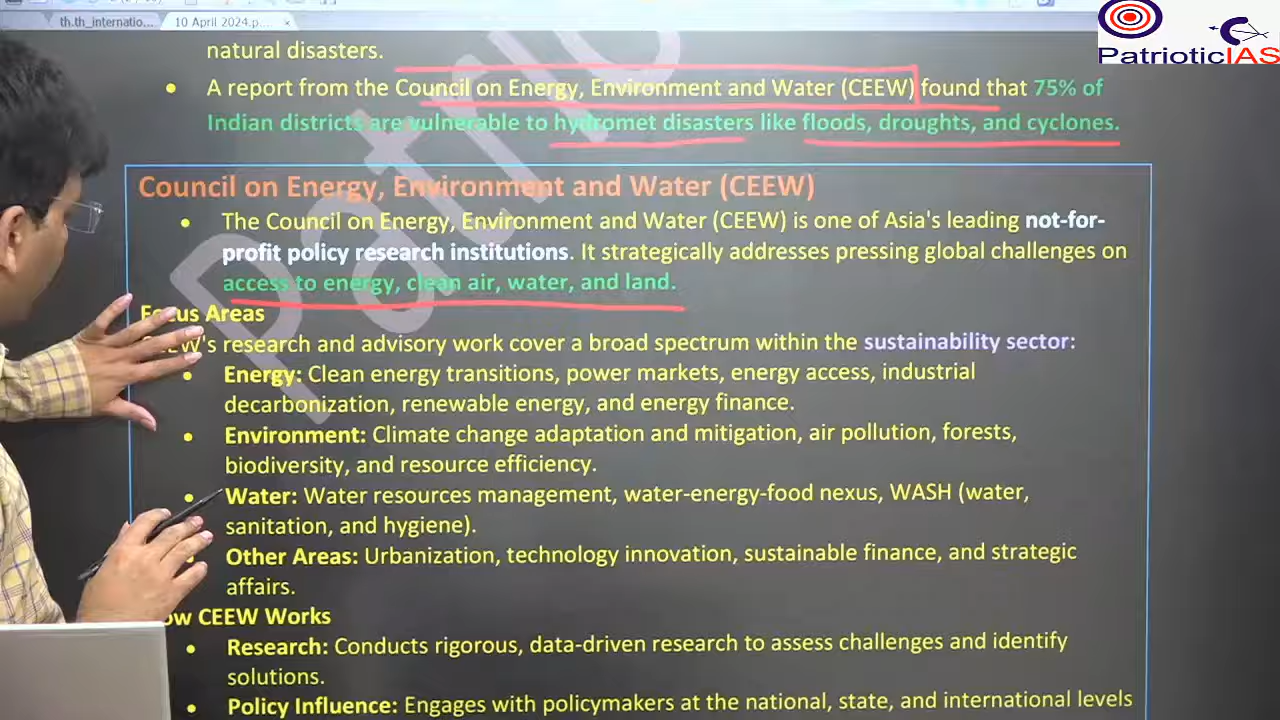 th.th_internatio...
10 April 2024.p...
PatrioticIAS
natural disasters.
A report from the Council on Energy, Environment and Water (CEEW) found that 75% of
Indian districts are vulnerable to hydromet disasters like floods, droughts, and cyclones.
Council on Energy, Environment and Water (CEEW)
The Council on Energy, Environment and Water (CEEW) is one of Asia's leading not-for-
profit policy research institutions. It strategically addresses pressing global challenges on
access to energy, clean air, water, and land.
Focus Areas
CEEW's research and advisory work cover a broad spectrum within the sustainability sector:
Energy: Clean energy transitions, power markets, energy access, industrial
decarbonization, renewable energy, and energy finance.
Environment: Climate change adaptation and mitigation, air pollution, forests,
biodiversity, and resource efficiency.
Water: Water resources management, water-energy-food nexus, WASH (water,
sanitation, and hygiene).
Other Areas: Urbanization, technology innovation, sustainable finance, and strategic
affairs.
How CEEW Works
Research: Conducts rigorous, data-driven research to assess challenges and identify
solutions.
Policy Influence: Engages with policymakers at the national, state, and international levels